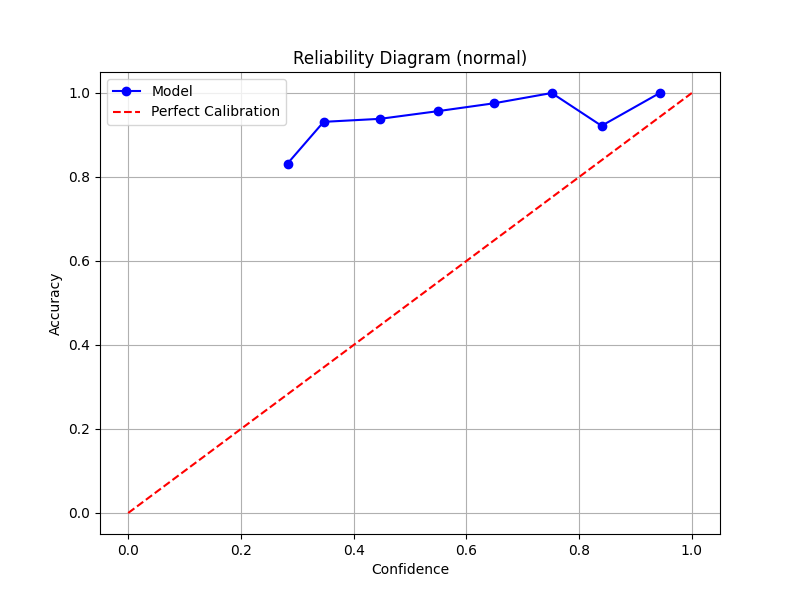 Reliability Diagram (normal)
Model
Perfect Calibration
1.0
0.8
0.6
0.4
0.2
0.0
Accuracy
0.0 0.2 0.4 0.6 0.8 1.0
Confidence